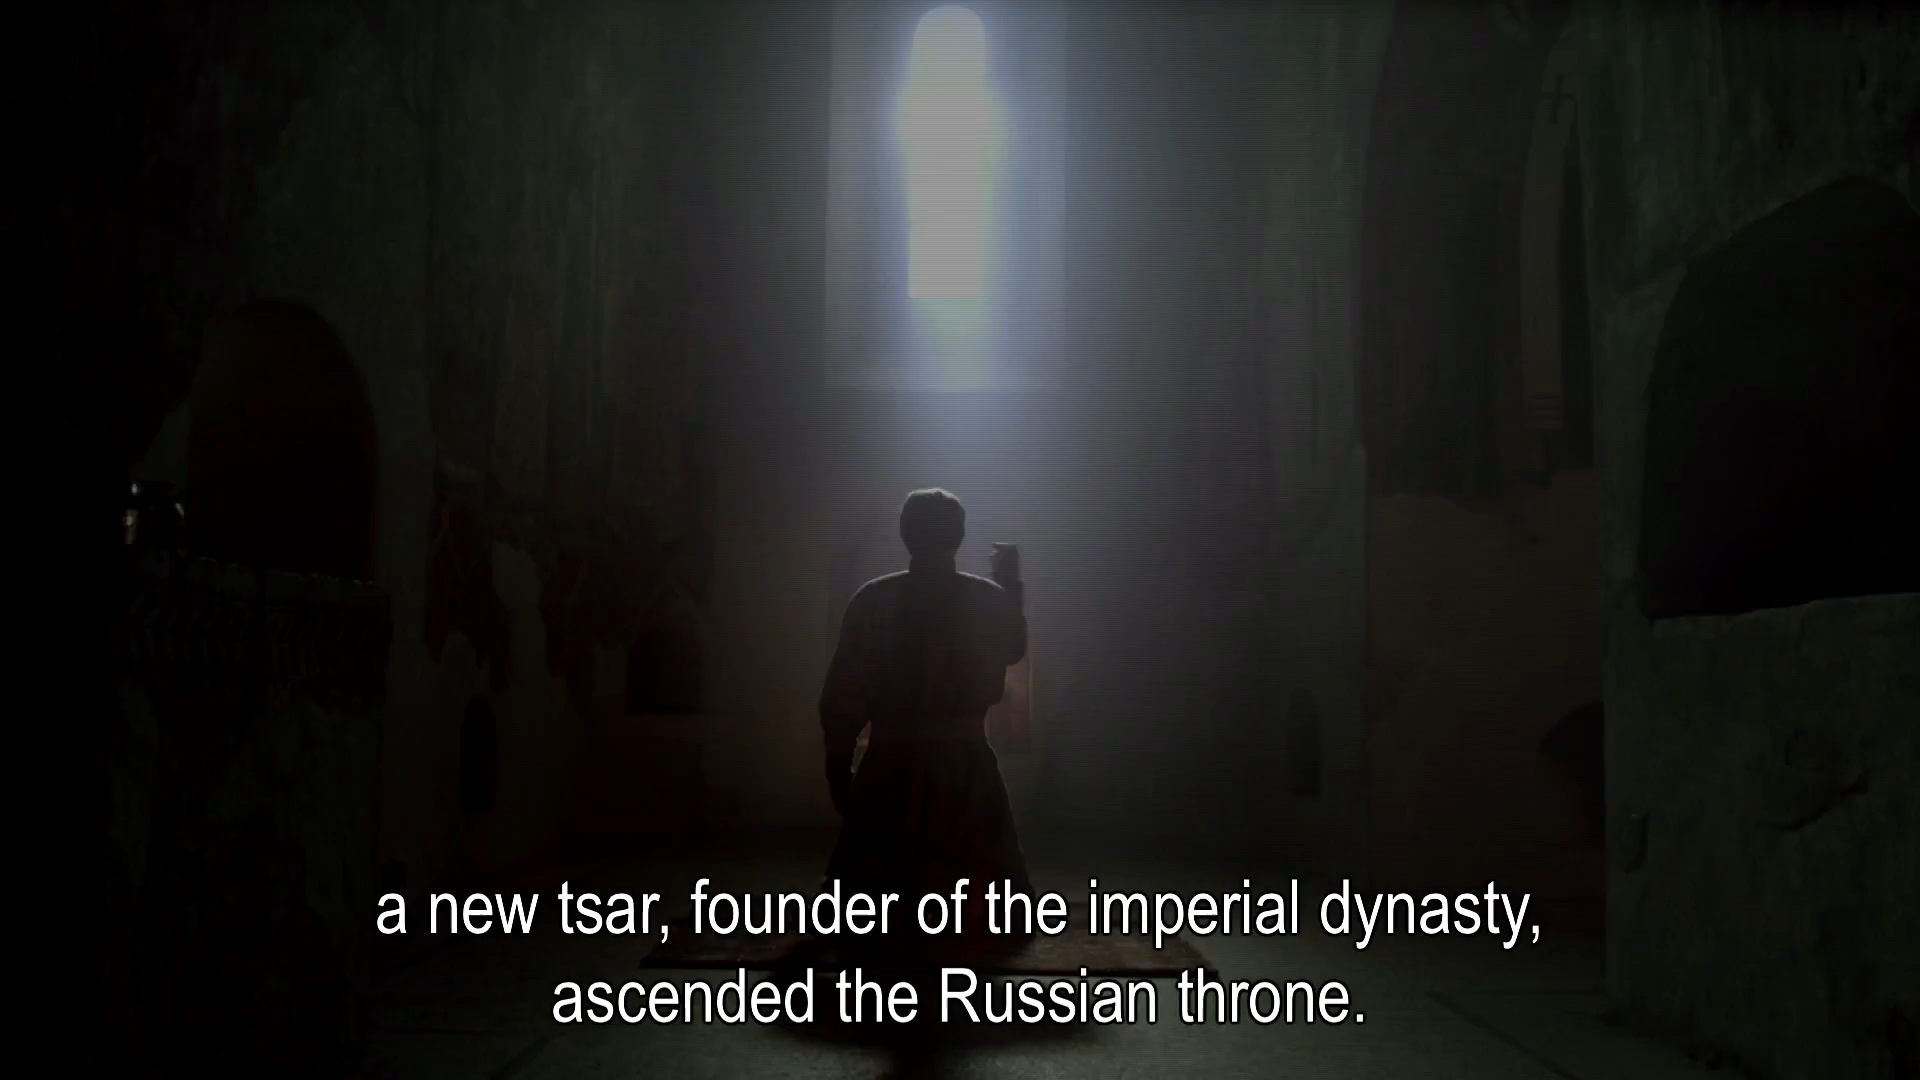 a new tsar, founder of the imperial dynasty,
ascended the Russian throne.